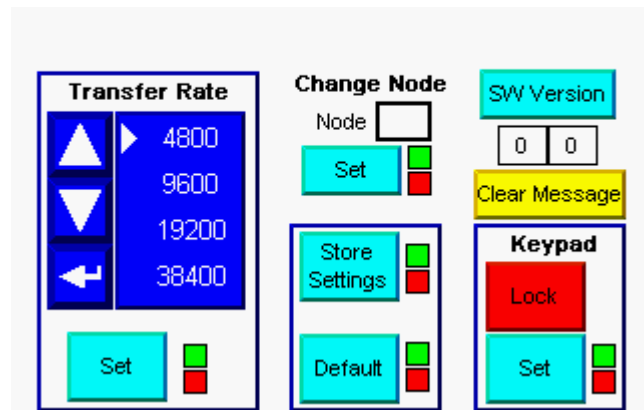 Transfer Rate
4800
9600
19200
38400
Set
Change Node
Node
Set
Store
Settings
Default
SW Version
0 0
Clear Message
Keypad
Lock
Set